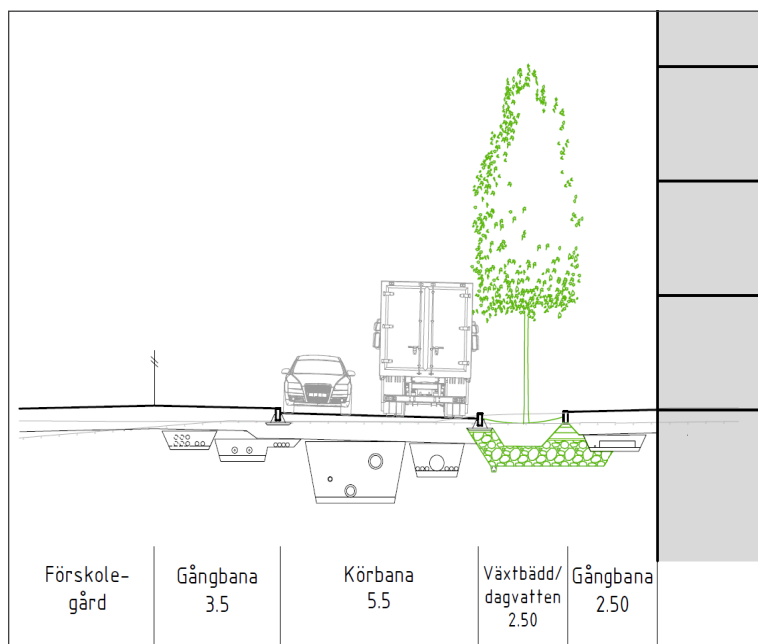 Förskole-
gård
Gångbana
3.5
Körbana
5.5
Växtbädd/
dagvatten
2.50
Gångbana
2.50